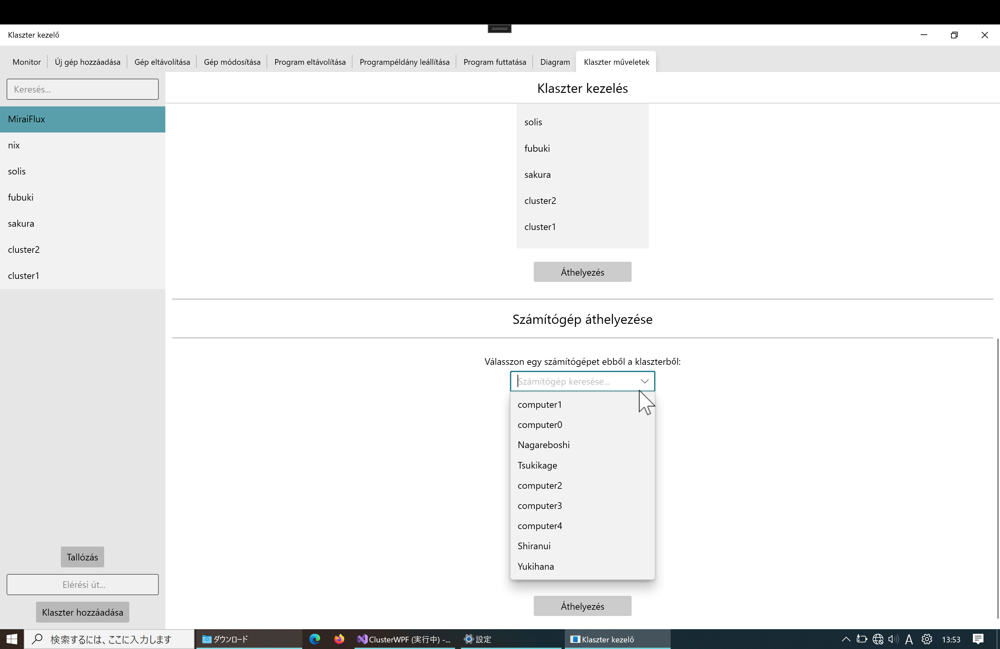 Klaszter kezelő
Monitor
Új gép hozzáadása
Gép eltávolítása
Gép módosítása
Program eltávolítása
Programpéldány leállítása
Program futtatása
Diagram
Klaszter műveletek
Keresés...
MiraiFlux
nix
solis
fubuki
sakura
cluster2
cluster1
Tallózás
Elérési út...
Klaszter hozzáadása
Klaszter kezelés
solis
fubuki
sakura
cluster2
cluster1
Áthelyezés
Számítógép áthelyezése
Válasszon egy számítógépet ebből a klaszterből:
Számítógép keresése...
computer1
computer0
Nagareboshi
Tsukikage
computer2
computer3
computer4
Shiranui
Yukihana
Áthelyezés
検索するには、ここに入力します
ダウンロード
ClusterWPF (実行中) -...
設定
Klaszter kezelő
A
13:53